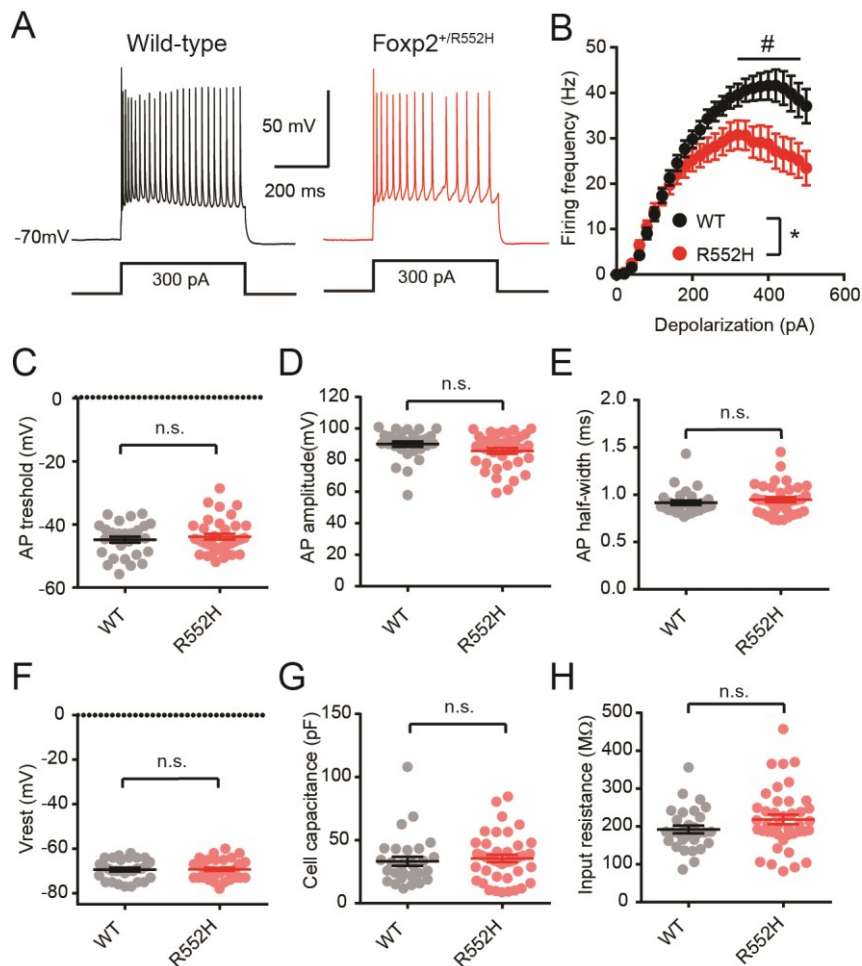 A
Wild-type
Foxp2+/R552H
50 mV
200 ms
-70mV
300 pA
300 pA
B
Firing frequency (Hz)
50
40
30
20
10
0
#
WT
R552H
*
0
200
400
600
Depolarization (pA)
C
AP treshold (mV)
0
-20
-40
-60
n.s.
WT
R552H
D
AP amplitude(mV)
120
100
80
60
40
20
0
n.s.
WT
R552H
E
AP half-width (ms)
2.0
1.5
1.0
0.5
0.0
n.s.
WT
R552H
F
Vrest (mV)
0
-20
-40
-60
-80
n.s.
WT
R552H
G
Cell capacitance (pF)
150
100
50
0
n.s.
WT
R552H
H
Input resistance (MΩ)
500
400
300
200
100
0
n.s.
WT
R552H